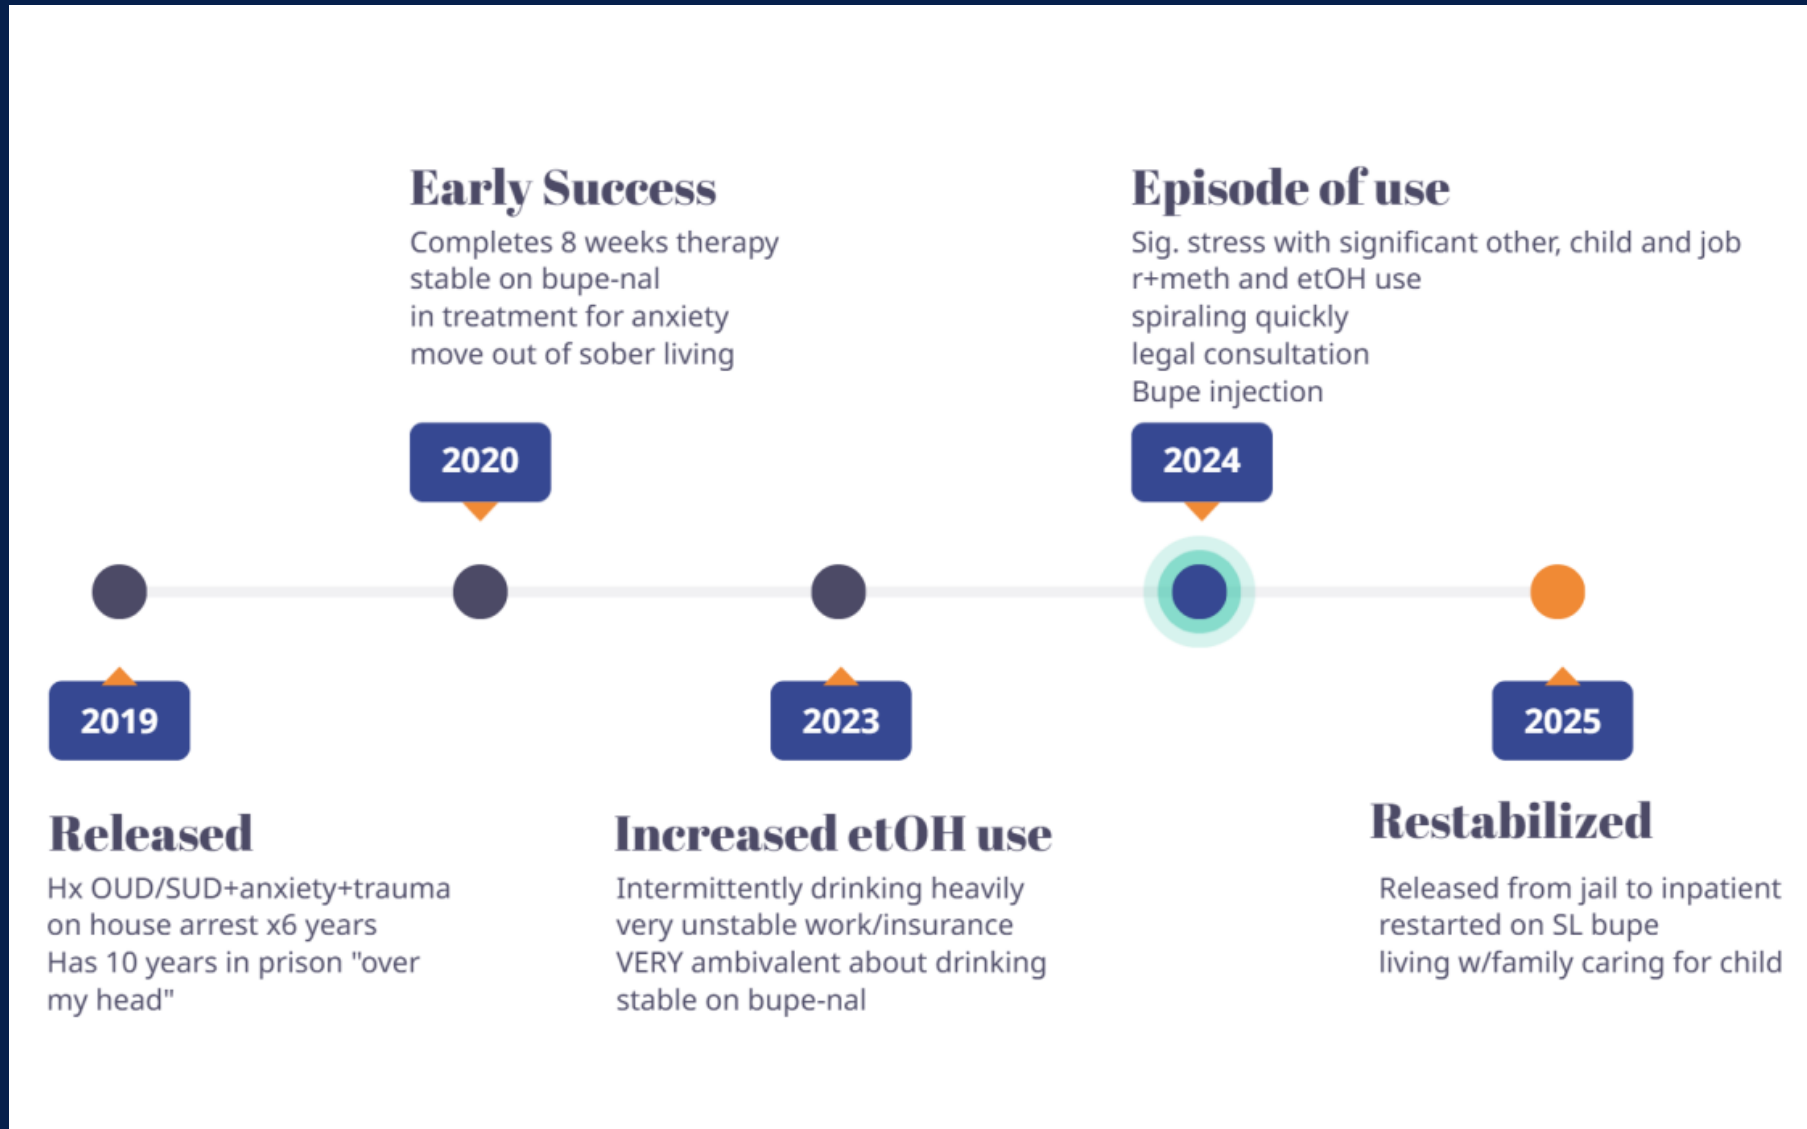 Early Success
Completes 8 weeks therapy
stable on bupe-nal
in treatment for anxiety
move out of sober living
2020
Episode of use
Sig. stress with significant other, child and job
r+meth and etOH use
spiraling quickly
legal consultation
Bupe injection
2024
2019
Released
Hx OUD/SUD+anxiety+trauma
on house arrest x6 years
Has 10 years in prison "over
my head"
2023
Increased etOH use
Intermittently drinking heavily
very unstable work/insurance
VERY ambivalent about drinking
stable on bupe-nal
2025
Restabilized
Released from jail to inpatient
restarted on SL bupe
living w/family caring for child